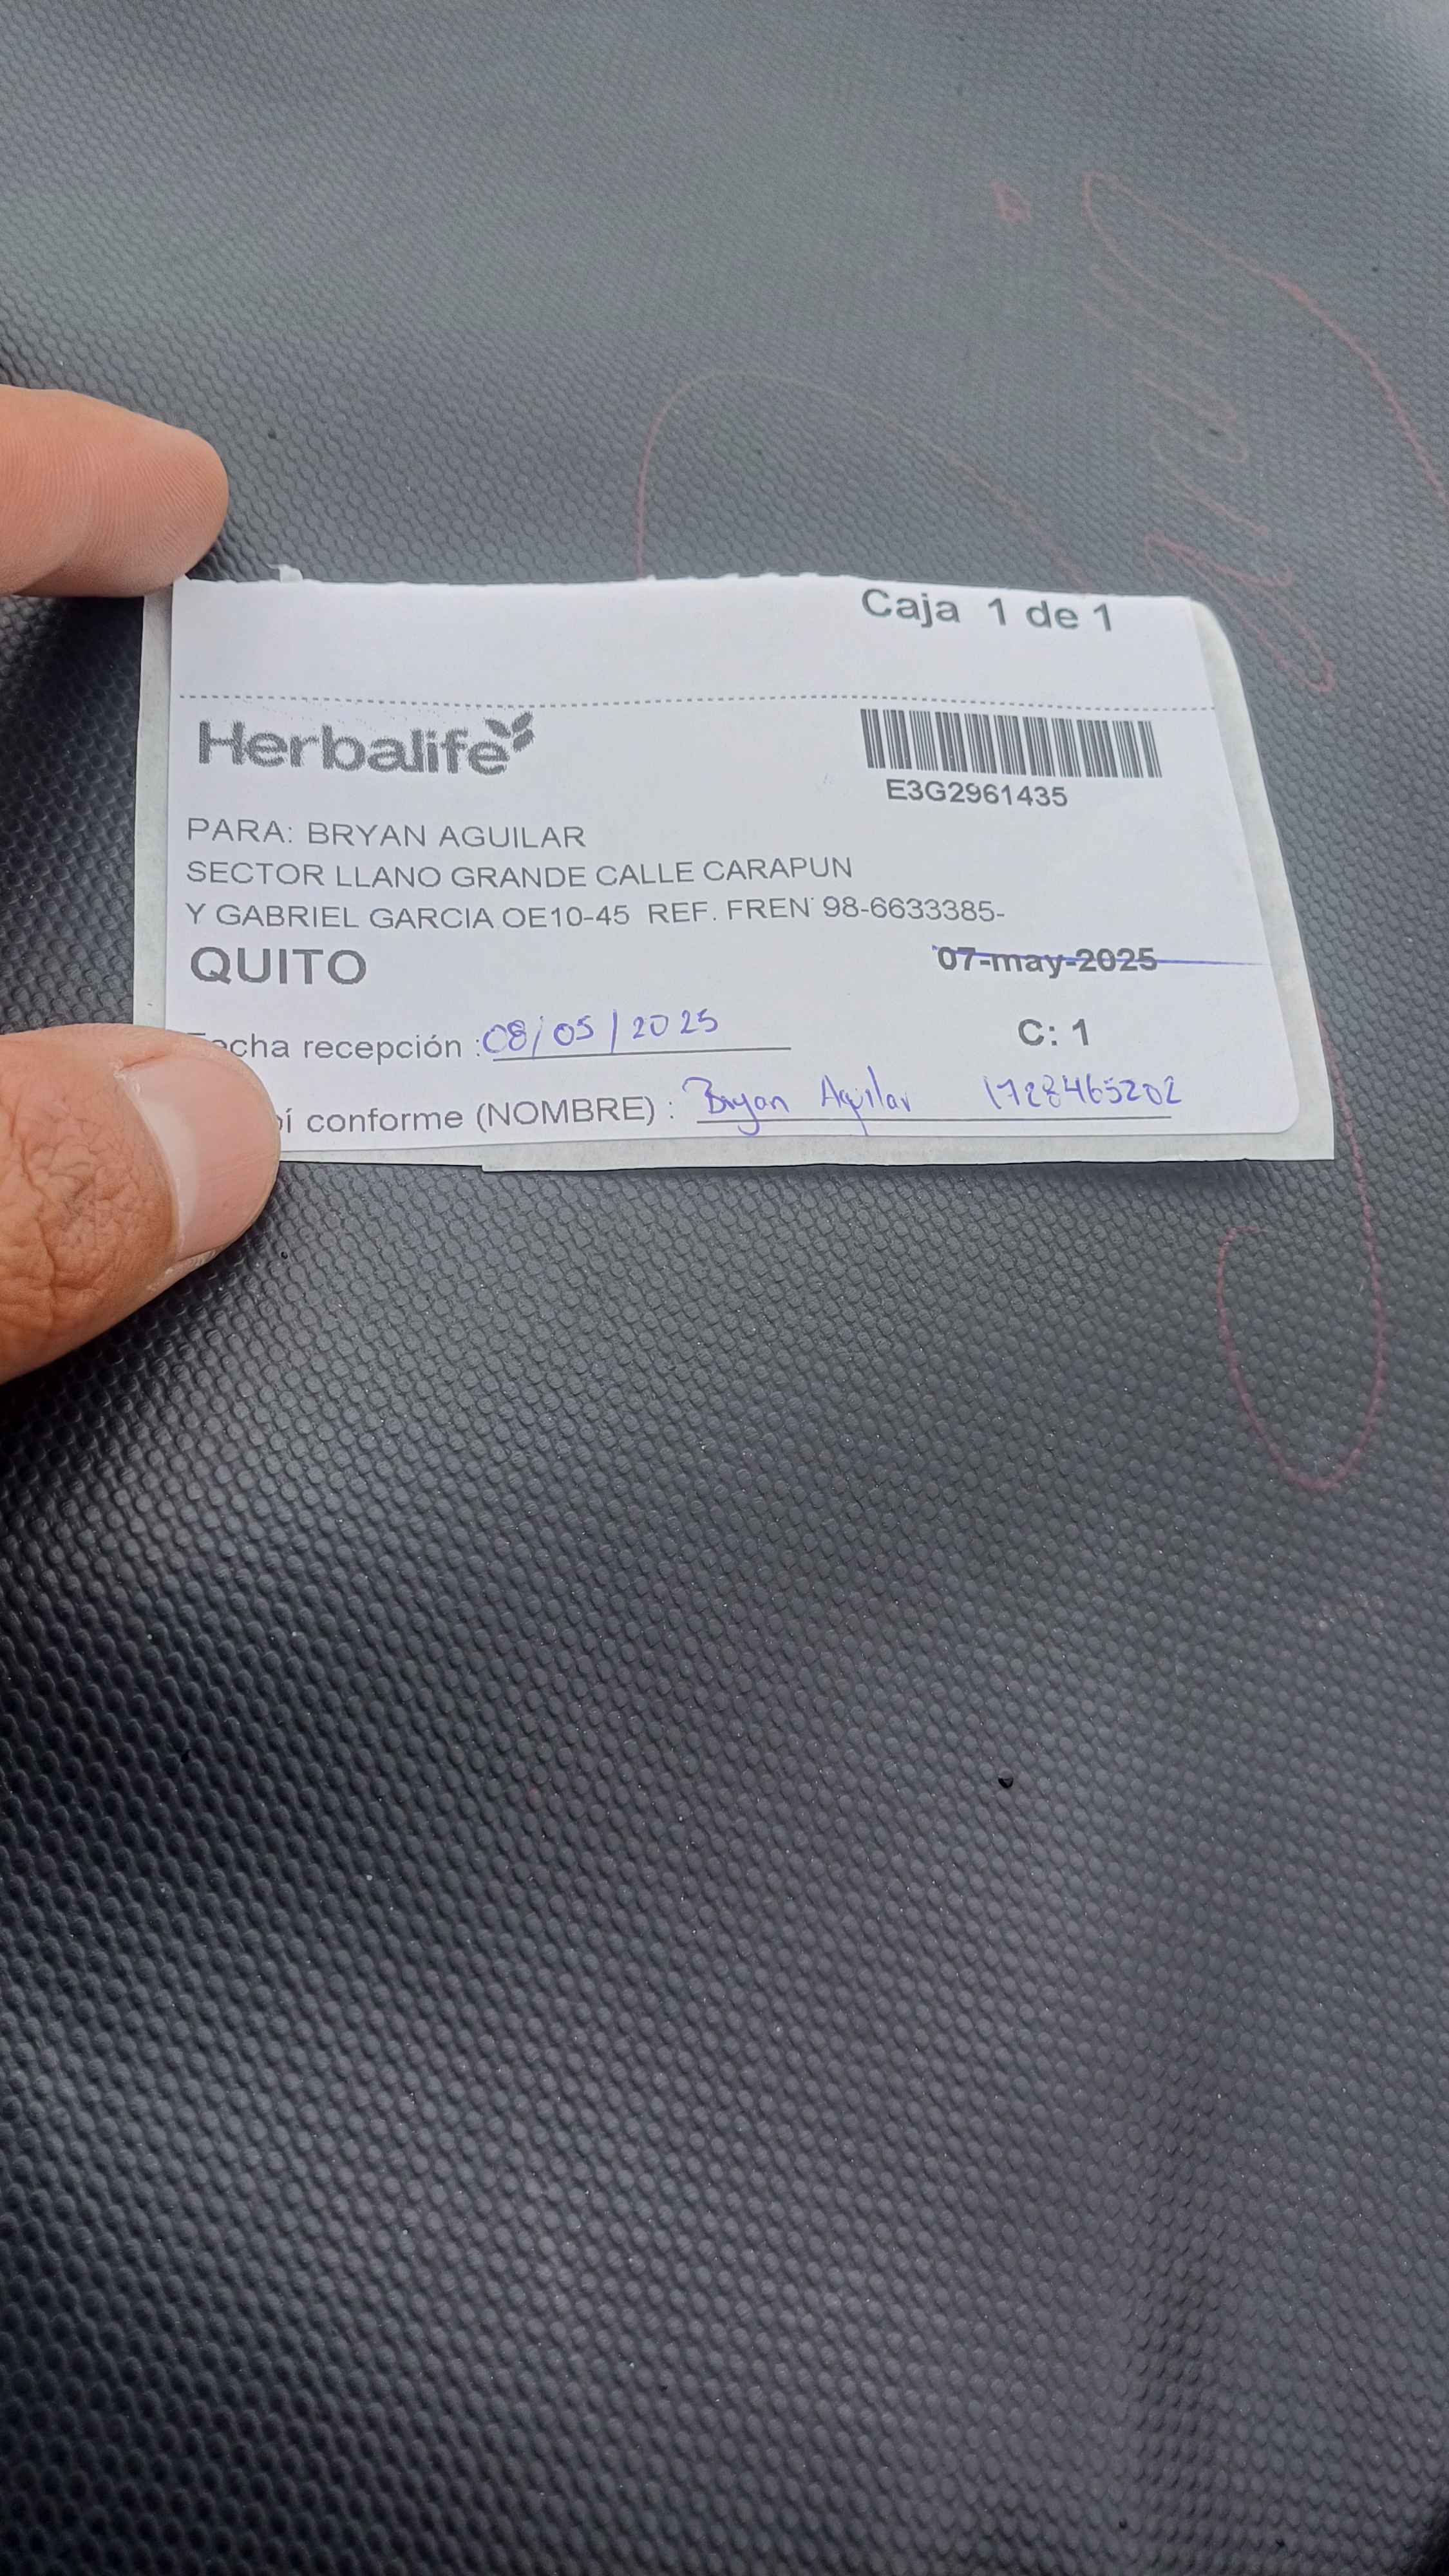 Caja 1 de 1
Herbalife
E3G2961435
PARA: BRYAN AGUILAR
SECTOR LLANO GRANDE CALLE CARAPUN
Y GABRIEL GARCIA OE10-45 REF. FREN 98-6633385-
QUITO
07-may-2025
echa recepción : 08/05/2025
C: 1
í conforme (NOMBRE) : Bryan Aguilar 1728465202